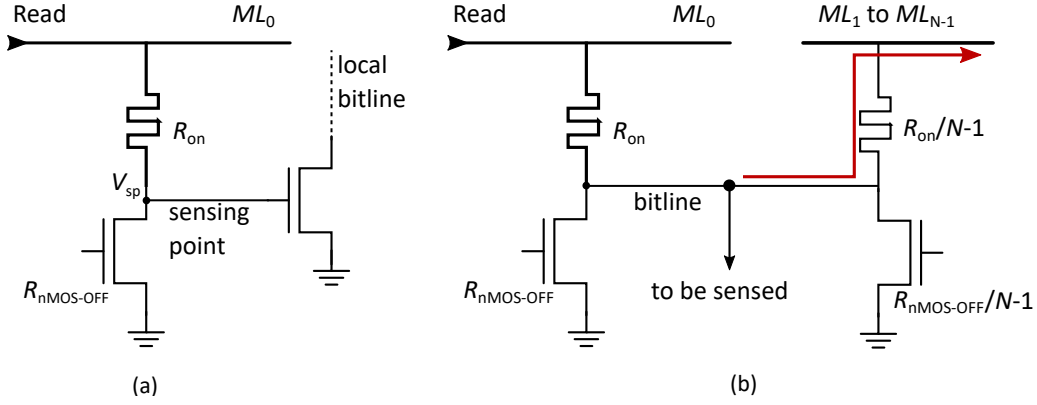 Read
ML0
local
bitline
Ron
Vsp
sensing
point
RnMOS-OFF
(a)
Read
ML0
ML1 to MLN-1
Ron
Ron/N-1
bitline
to be sensed
RnMOS-OFF
RnMOS-OFF/N-1
(b)